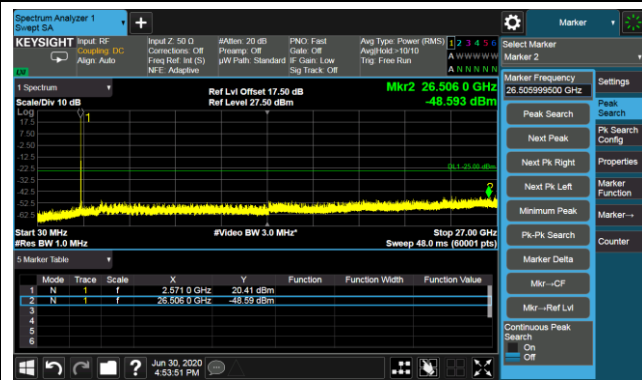 Spectrum Analyzer 1
Swept SA
+
Marker
KEYSIGHT Input: RF Input Z: 50 Ω #Atten: 20 dB PNO: Fast Avg Type: Power (RMS) 1 2 3 4 5 6
Coupling: DC Corrections: Off Preamp: Off Gate: Off Avg|Hold:>10/10 A W W W W W
Align: Auto Freq Ref: Int (S) µW Path: Standard IF Gain: Low Trig: Free Run
NFE: Adaptive Sig Track: Off A N N N N N
LM
Select Marker
Marker 2
1 Spectrum
Scale/Div 10 dB
Log
Ref Lvl Offset 17.50 dB
Ref Level 27.50 dBm
Mkr2 26.506 0 GHz
-48.593 dBm
17.5
7.50
-2.50
-12.5
-22.5
-32.5
-42.5
-52.5
-62.5
1
2
DL1 -25.00 dBm
Start 30 MHz #Video BW 3.0 MHz* Stop 27.00 GHz
#Res BW 1.0 MHz Sweep 48.0 ms (60001 pts)
5 Marker Table
Mode Trace Scale X Y Function Function Width Function Value
1 N 1 f 2.571 0 GHz 20.41 dBm
2 N 1 f 26.506 0 GHz -48.59 dBm
3
4
5
6
Marker Frequency
26.505999500 GHz
Peak Search
Next Peak
Next Pk Right
Next Pk Left
Minimum Peak
Pk-Pk Search
Marker Delta
Mkr→CF
Mkr→Ref Lvl
Continuous Peak
Search
On
Off
Settings
Peak
Search
Pk Search
Config
Properties
Marker
Function
Marker→
Counter
?
Jun 30, 2020
4:53:51 PM